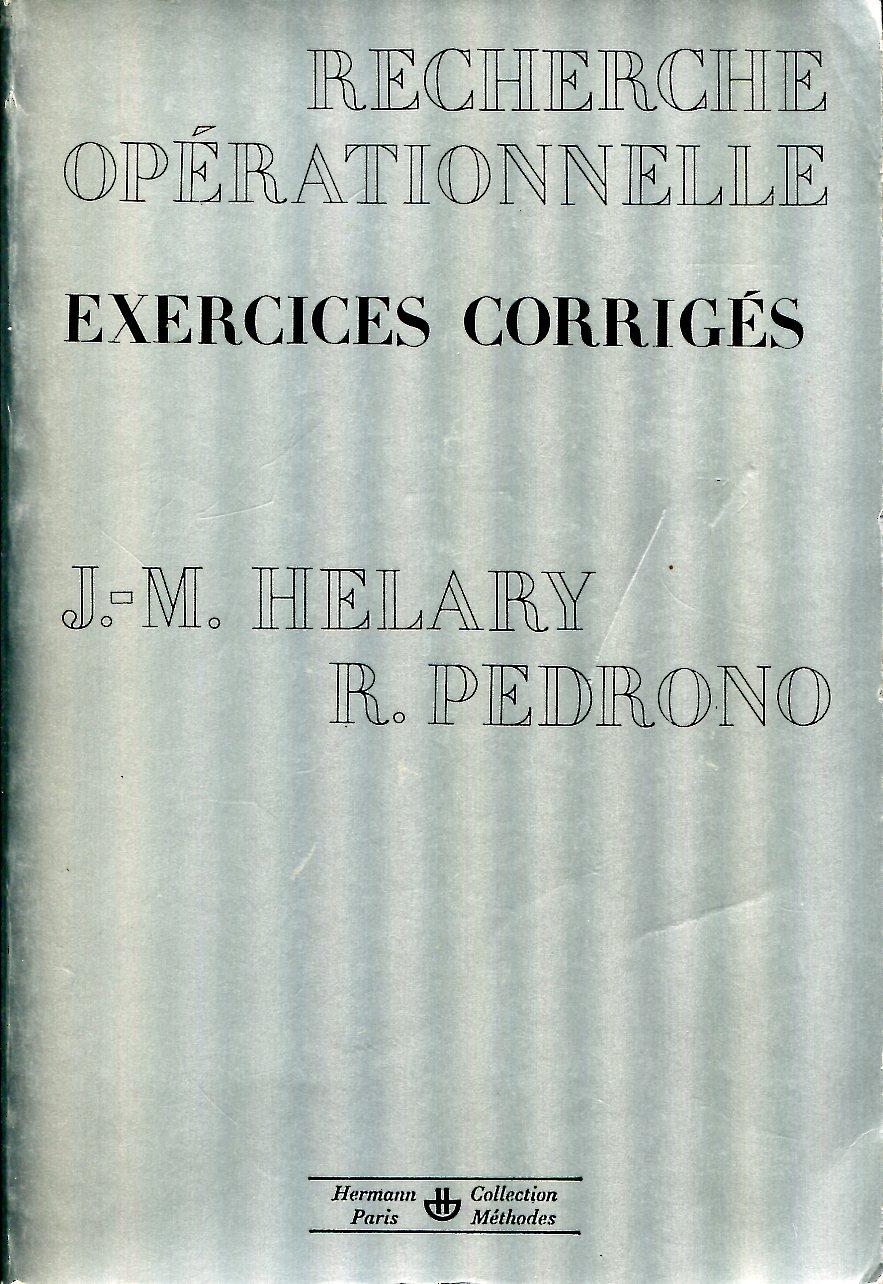 RECHERCHE
OPÉRATIONNELLE
EXERCICES CORRIGÉS
J.-M. HELARY
R. PEDRONO
Hermann Collection
Paris Méthodes